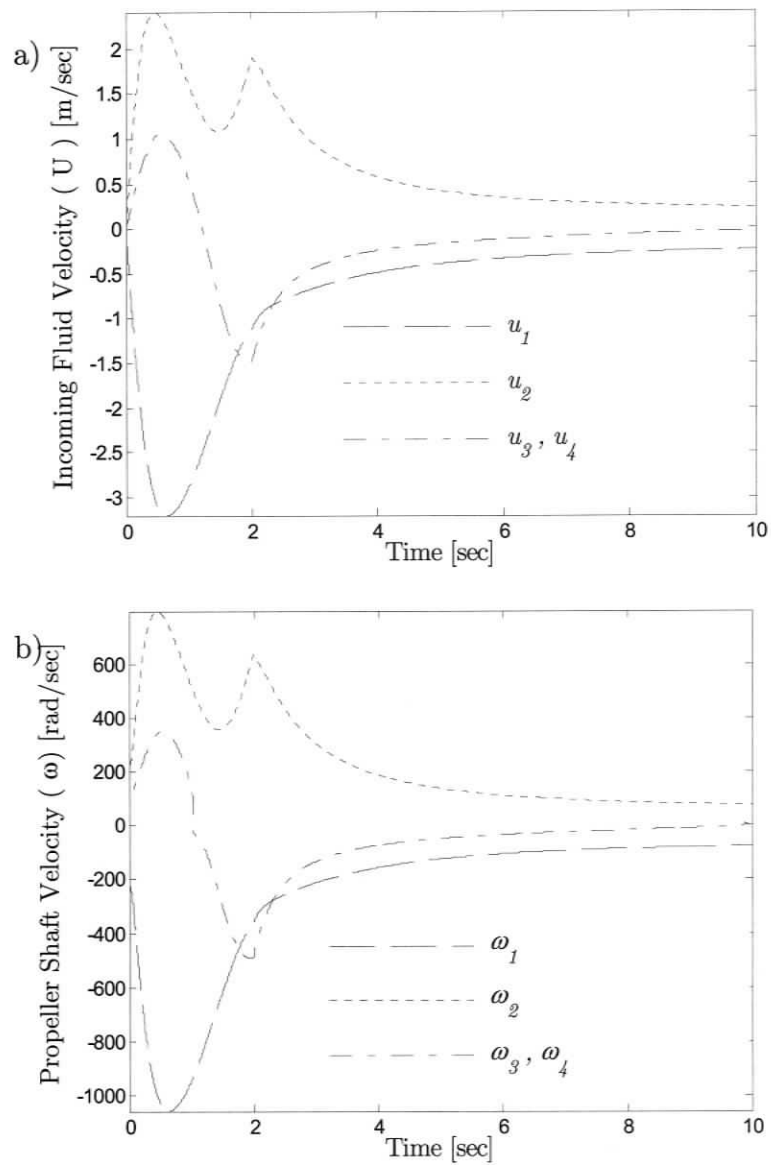 a)
Incoming Fluid Velocity ( U ) [m/sec]
2
1.5
1
0.5
0
-0.5
-1
-1.5
-2
-2.5
-3
u1
u2
u3 , u4
0 2 4 6 8 10
Time [sec]
b)
Propeller Shaft Velocity ( ω) [rad/sec]
600
400
200
0
-200
-400
-600
-800
-1000
ω1
ω2
ω3 , ω4
0 2 4 6 8 10
Time [sec]